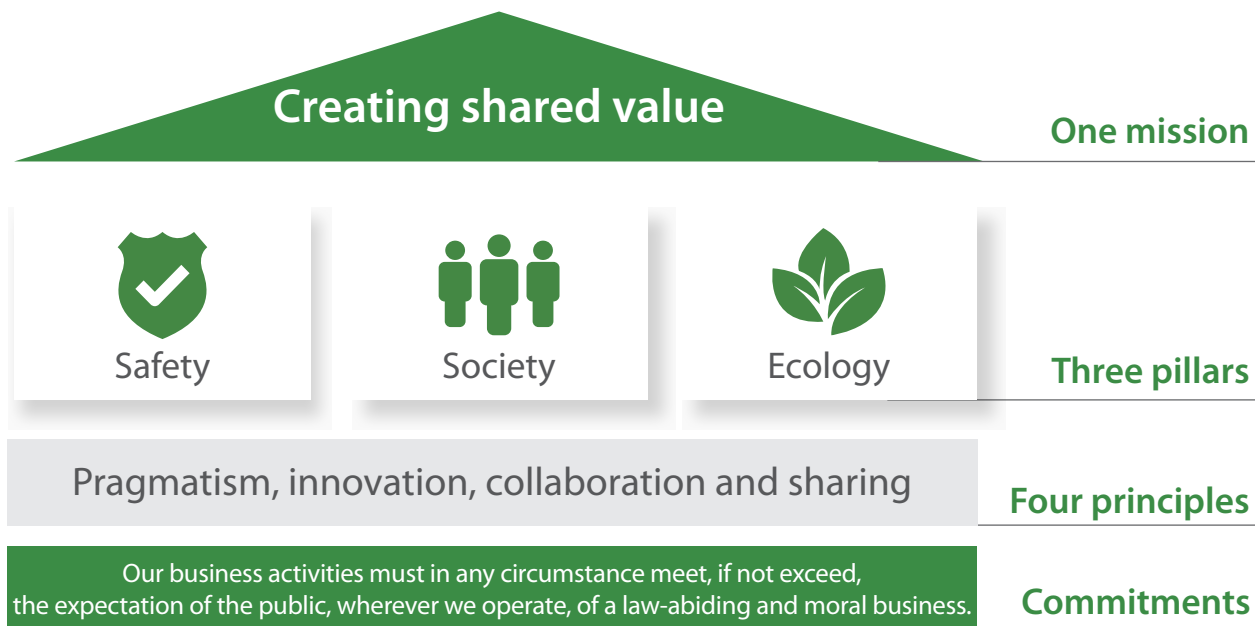 Creating shared value
One mission
Safety
Society
Ecology
Three pillars
Pragmatism, innovation, collaboration and sharing
Four principles
Our business activities must in any circumstance meet, if not exceed,
the expectation of the public, wherever we operate, of a law-abiding and moral business.
Commitments